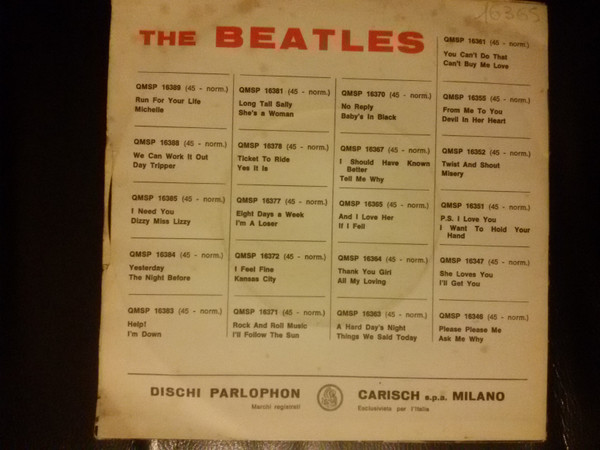 16365
THE BEATLES
QMSP 16389 (45 - norm.)
Run For Your Life
Michelle
QMSP 16388 (45 - norm.)
We Can Work It Out
Day Tripper
QMSP 16385 (45 - norm.)
I Need You
Dizzy Miss Lizzy
QMSP 16384 (45 - norm.)
Yesterday
The Night Before
QMSP 16383 (45 - norm.)
Help!
I'm Down
QMSP 16381 (45 - norm.)
Long Tall Sally
She's a Woman
QMSP 16378 (45 - norm.)
Ticket To Ride
Yes It Is
QMSP 16377 (45 - norm.)
Eight Days a Week
I'm A Loser
QMSP 16372 (45 - norm.)
I Feel Fine
Kansas City
QMSP 16371 (45 - norm.)
Rock And Roll Music
I'll Follow The Sun
QMSP 16370 (45 - norm.)
No Reply
Baby's In Black
QMSP 16367 (45 - norm.)
I Should Have Known
Better
Tell Me Why
QMSP 16365 (45 - norm.)
And I Love Her
If I Fell
QMSP 16364 (45 - norm.)
Thank You Girl
All My Loving
QMSP 16363 (45 - norm.)
A Hard Day's Night
Things We Said Today
QMSP 16361 (45 - norm.)
You Can't Do That
Can't Buy Me Love
QMSP 16355 (45 - norm.)
From Me To You
Devil In Her Heart
QMSP 16352 (45 - norm.)
Twist And Shout
Misery
QMSP 16351 (45 - norm.)
P.S. I Love You
I Want To Hold Your
Hand
QMSP 16347 (45 - norm.)
She Loves You
I'll Get You
QMSP 16346 (45 - norm.)
Please Please Me
Ask Me Why
DISCHI PARLOPHON
Marchi registrati
CARISCH s.p.a. MILANO
Esclusivista per l'Italia